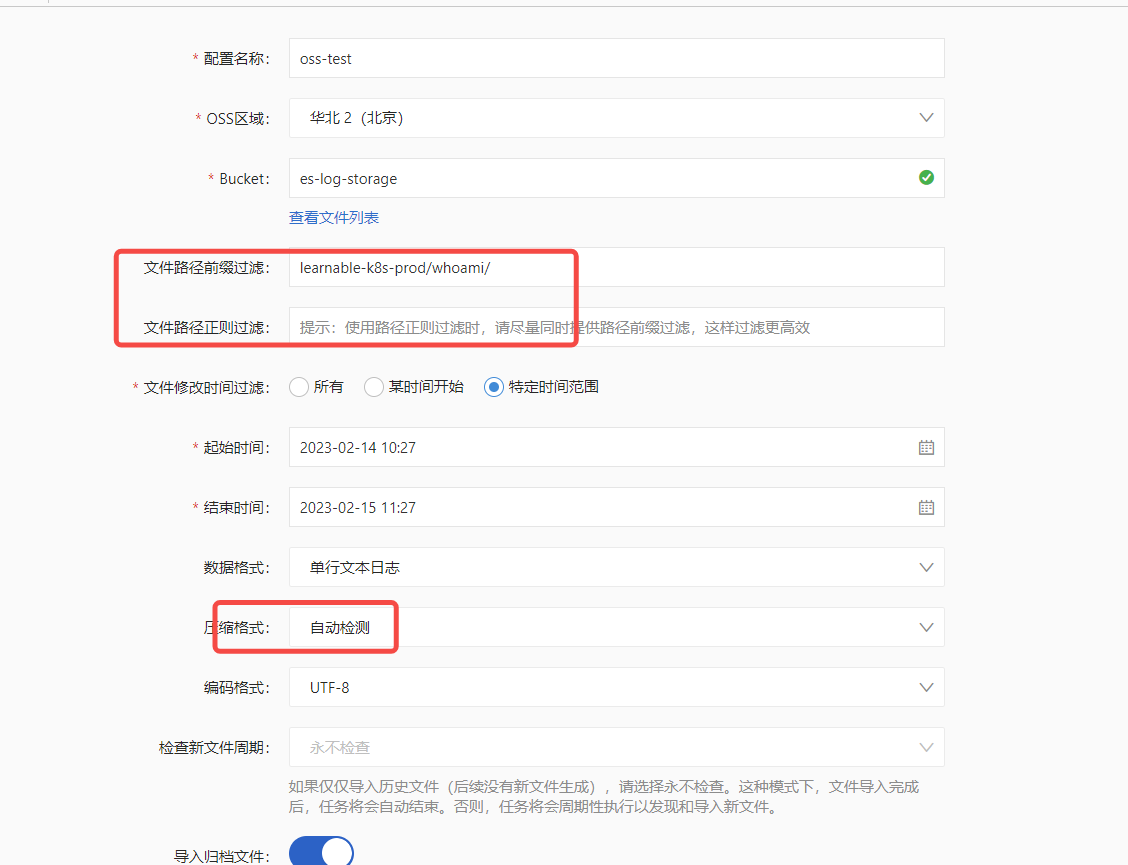 * 配置名称： oss-test
* OSS区域： 华北 2（北京）
* Bucket： es-log-storage
查看文件列表
文件路径前缀过滤： learnable-k8s-prod/whoami/
文件路径正则过滤： 提示：使用路径正则过滤时，请尽量同时提供路径前缀过滤，这样过滤更高效
* 文件修改时间过滤： 所有 某时间开始 特定时间范围
* 起始时间： 2023-02-14 10:27
* 结束时间： 2023-02-15 11:27
数据格式： 单行文本日志
压缩格式： 自动检测
编码格式： UTF-8
检查新文件周期： 永不检查
如果仅仅导入历史文件（后续没有新文件生成），请选择永不检查。这种模式下，文件导入完成
后，任务将会自动结束。否则，任务将会周期性执行以发现和导入新文件。
导入归档文件：